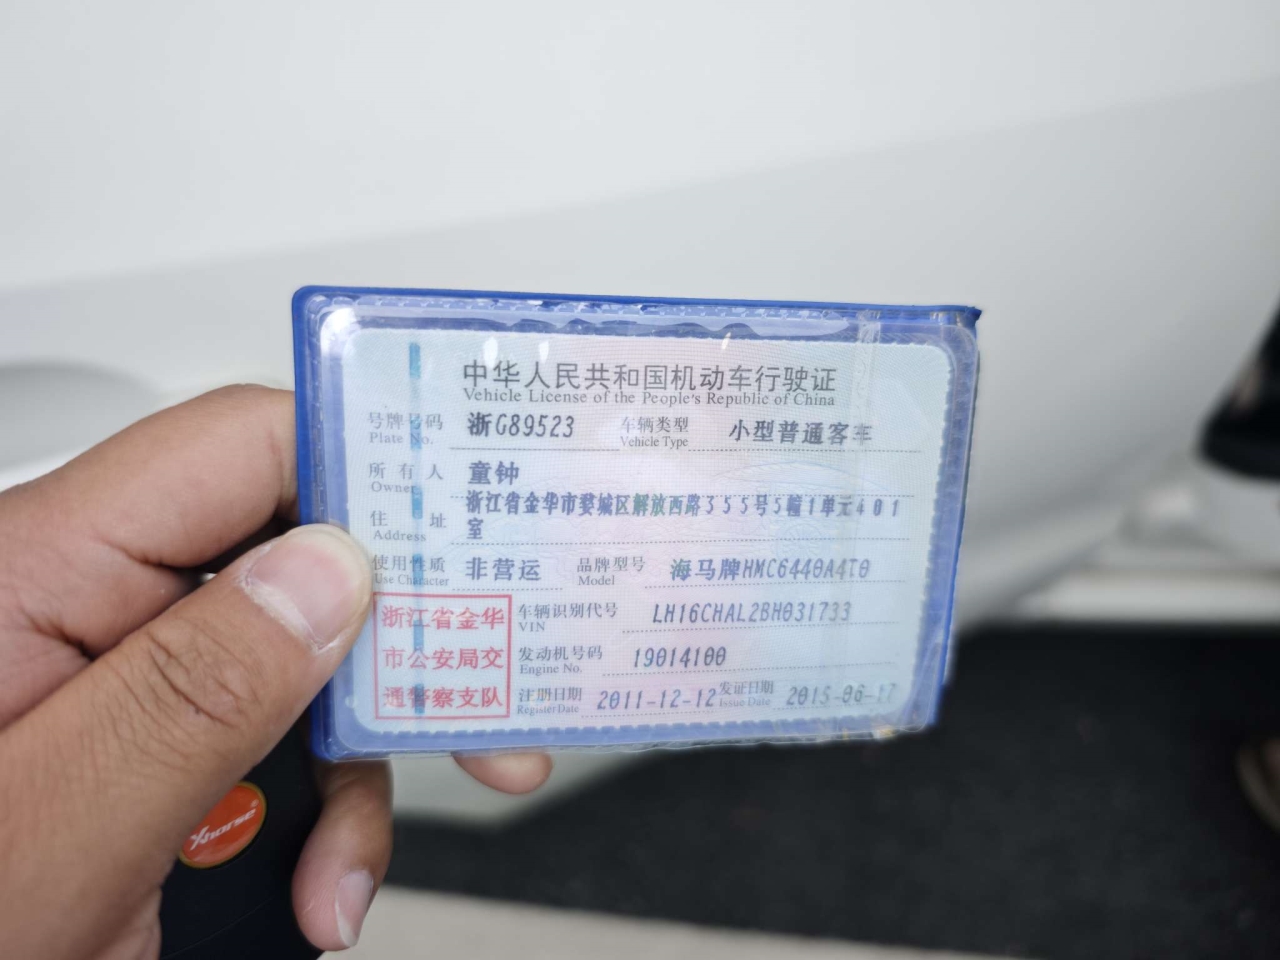 中华人民共和国机动车行驶证
Vehicle License of the People's Republic of China
号牌号码 浙G89523 车辆类型 小型普通客车
Plate No. Vehicle Type
所有人 童钟
Owner
浙江省金华市婺城区解放西路355号5幢1单元401
住址 室
Address
使用性质 非营运 品牌型号 海马牌HMC6440A4T0
Use Character Model
浙江省金华 车辆识别代号 LH16CHAL2BH031733
VIN
市公安局交 发动机号码 19014100
Engine No.
通警察支队 注册日期 2011-12-12 发证日期 2015-06-17
Register Date Issue Date
Xhorse